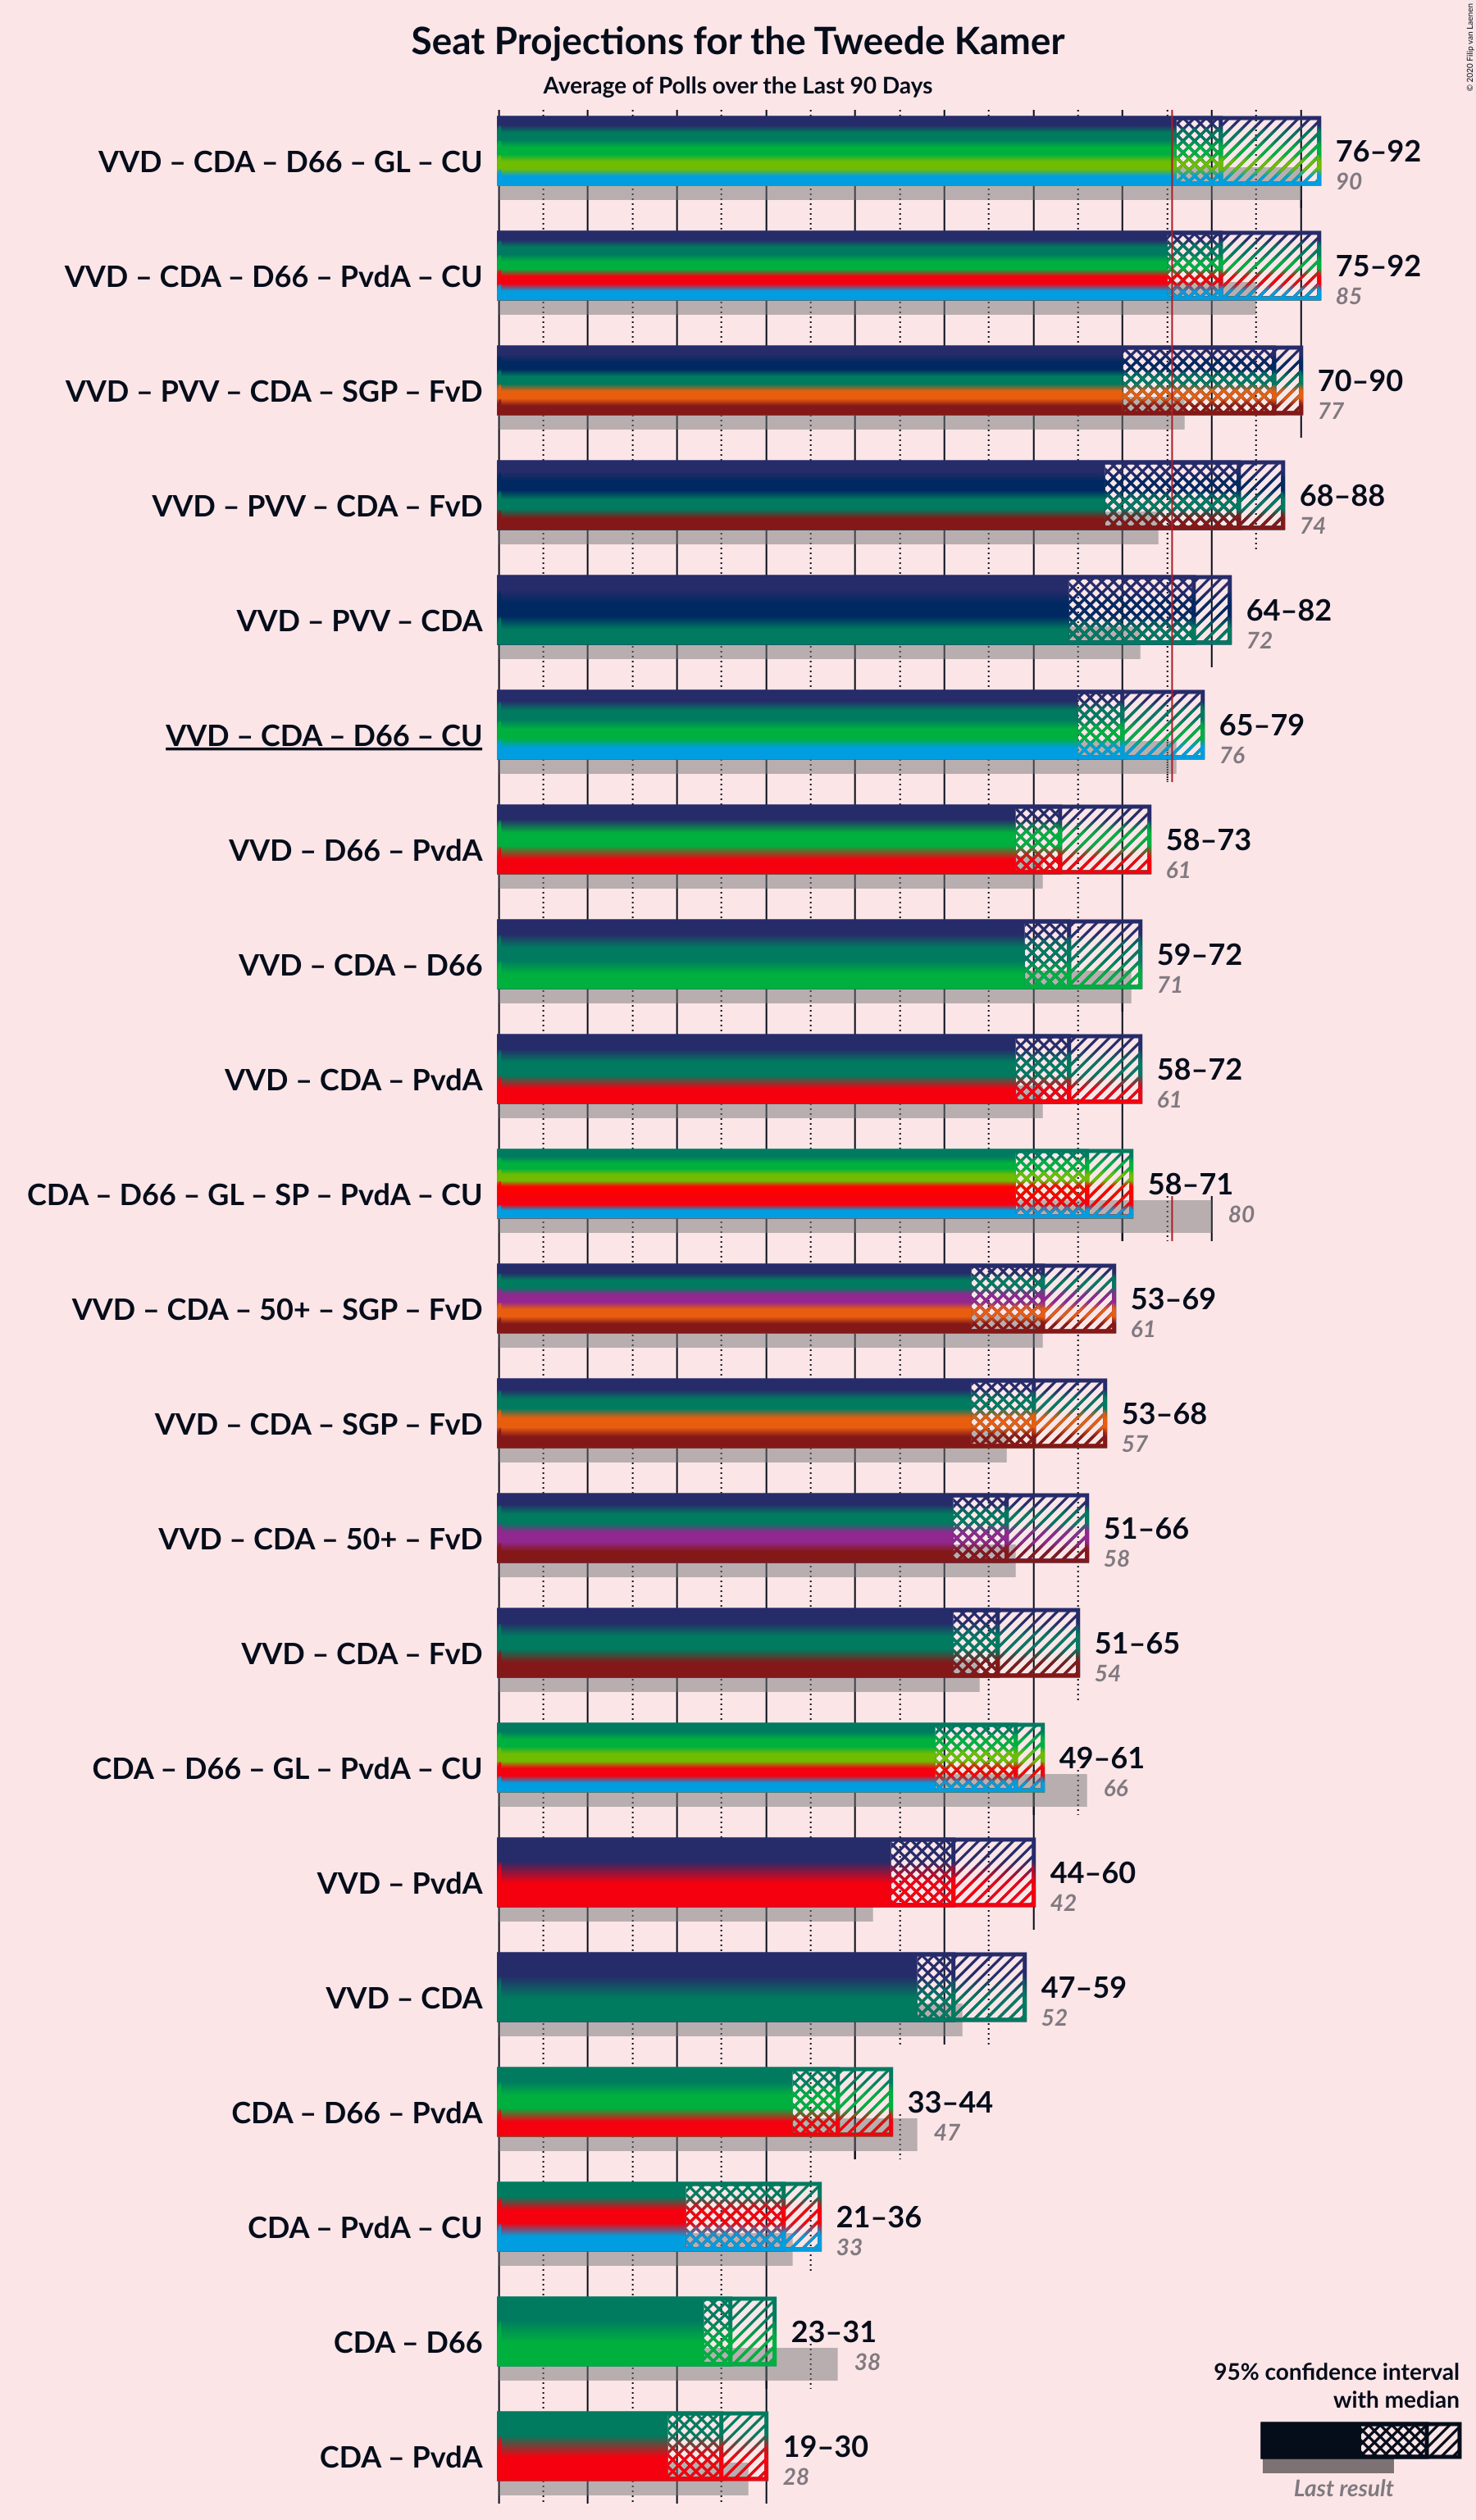 Seat Projections for the Tweede Kamer
Average of Polls over the Last 90 Days
© 2020 Filip van Laenen
VVD – CDA – D66 – GL – CU
76–92
90
VVD – CDA – D66 – PvdA – CU
75–92
85
VVD – PVV – CDA – SGP – FvD
70–90
77
VVD – PVV – CDA – FvD
68–88
74
VVD – PVV – CDA
64–82
72
VVD – CDA – D66 – CU
65–79
76
VVD – D66 – PvdA
58–73
61
VVD – CDA – D66
59–72
71
VVD – CDA – PvdA
58–72
61
CDA – D66 – GL – SP – PvdA – CU
58–71
80
VVD – CDA – 50+ – SGP – FvD
53–69
61
VVD – CDA – SGP – FvD
53–68
57
VVD – CDA – 50+ – FvD
51–66
58
VVD – CDA – FvD
51–65
54
CDA – D66 – GL – PvdA – CU
49–61
66
VVD – PvdA
44–60
42
VVD – CDA
47–59
52
CDA – D66 – PvdA
33–44
47
CDA – PvdA – CU
21–36
33
CDA – D66
23–31
38
CDA – PvdA
19–30
28
95% confidence interval
with median
Last result